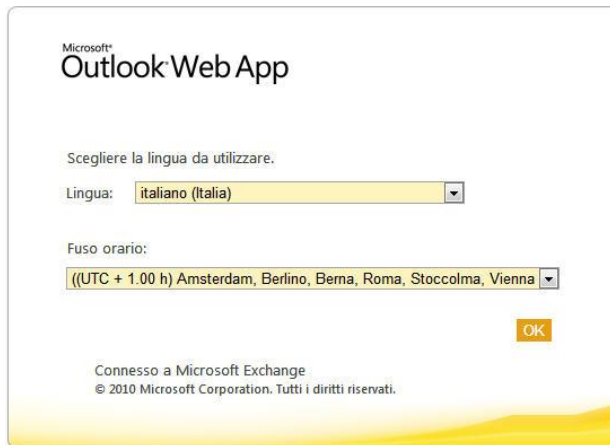 Microsoft®
Outlook® Web App
Scegliere la lingua da utilizzare.
Lingua: italiano (Italia)
Fuso orario:
((UTC + 1.00 h) Amsterdam, Berlino, Berna, Roma, Stoccolma, Vienna
OK
Connesso a Microsoft Exchange
© 2010 Microsoft Corporation. Tutti i diritti riservati.